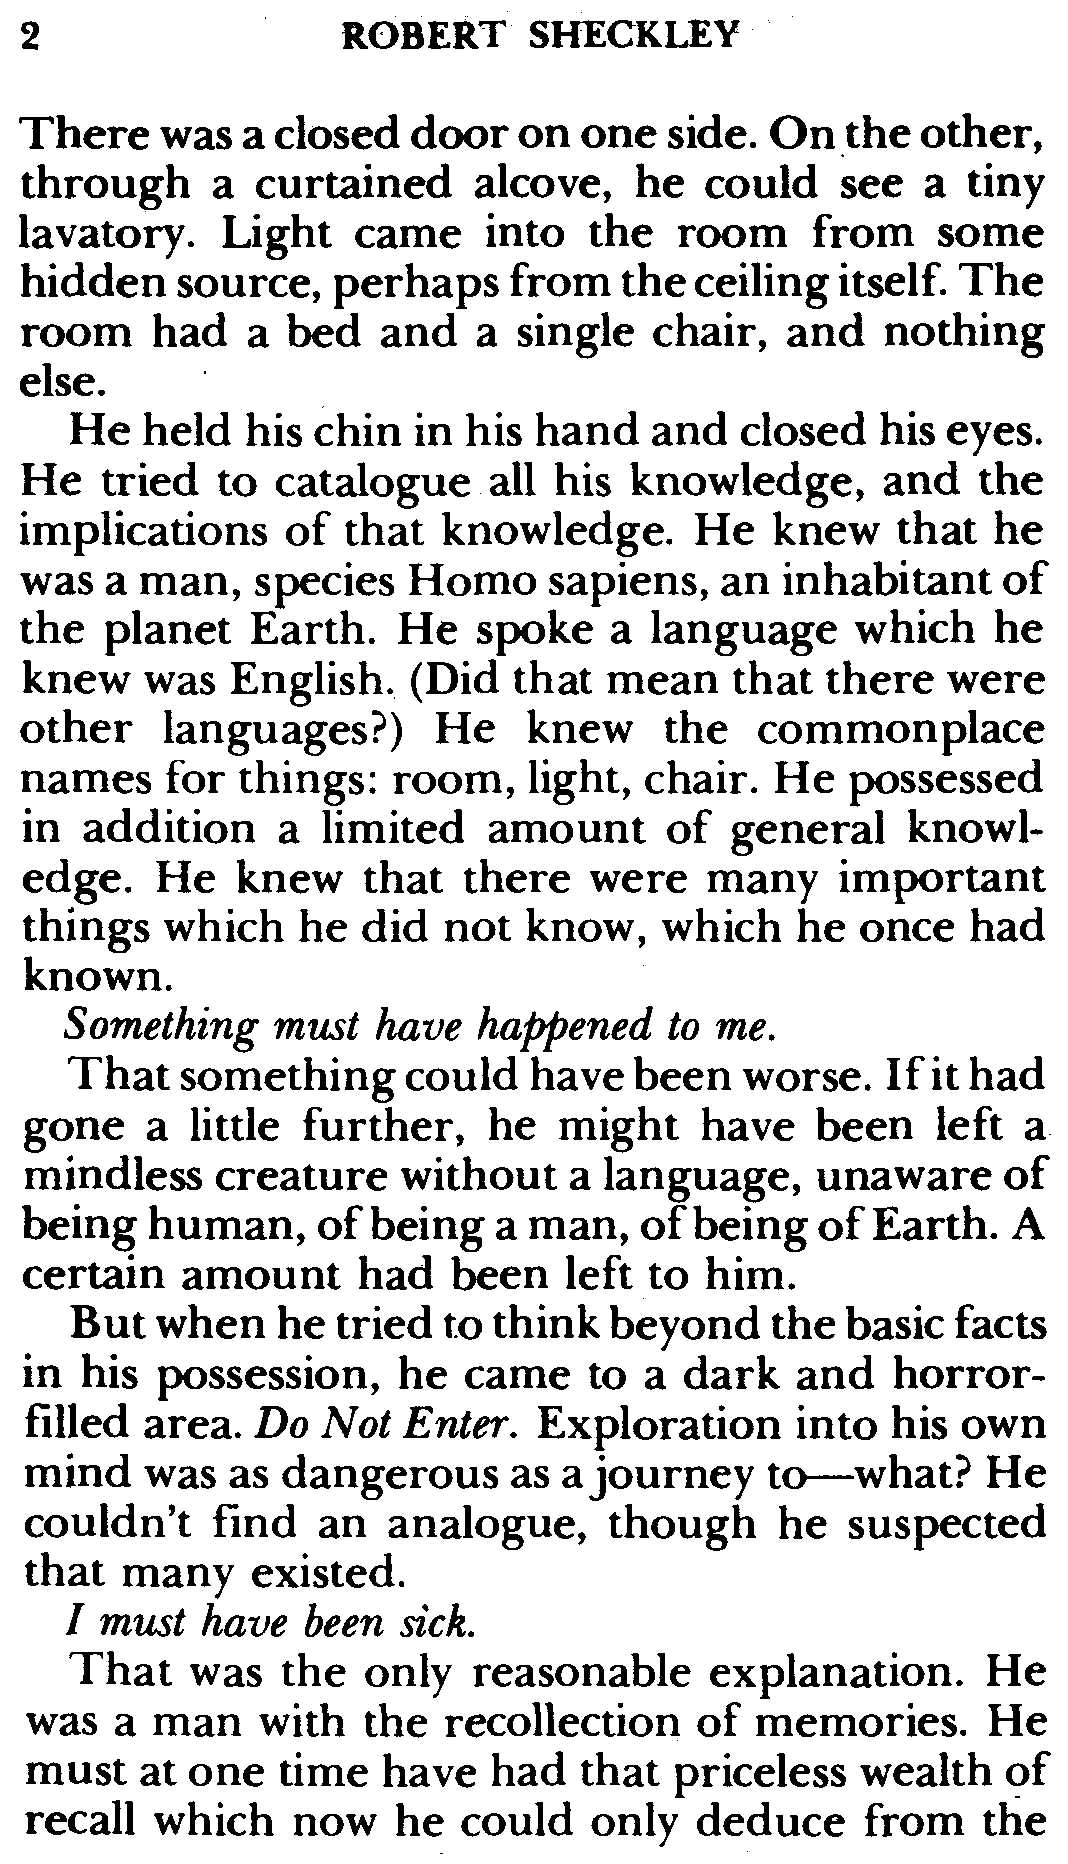 2 ROBERT SHECKLEY
There was a closed door on one side. On the other,
through a curtained alcove, he could see a tiny
lavatory. Light came into the room from some
hidden source, perhaps from the ceiling itself. The
room had a bed and a single chair, and nothing
else.
He held his chin in his hand and closed his eyes.
He tried to catalogue all his knowledge, and the
implications of that knowledge. He knew that he
was a man, species Homo sapiens, an inhabitant of
the planet Earth. He spoke a language which he
knew was English. (Did that mean that there were
other languages?) He knew the commonplace
names for things: room, light, chair. He possessed
in addition a limited amount of general knowl-
edge. He knew that there were many important
things which he did not know, which he once had
known.
Something must have happened to me.
That something could have been worse. If it had
gone a little further, he might have been left a
mindless creature without a language, unaware of
being human, of being a man, of being of Earth. A
certain amount had been left to him.
But when he tried to think beyond the basic facts
in his possession, he came to a dark and horror-
filled area. Do Not Enter. Exploration into his own
mind was as dangerous as a journey to—what? He
couldn't find an analogue, though he suspected
that many existed.
I must have been sick.
That was the only reasonable explanation. He
was a man with the recollection of memories. He
must at one time have had that priceless wealth of
recall which now he could only deduce from the